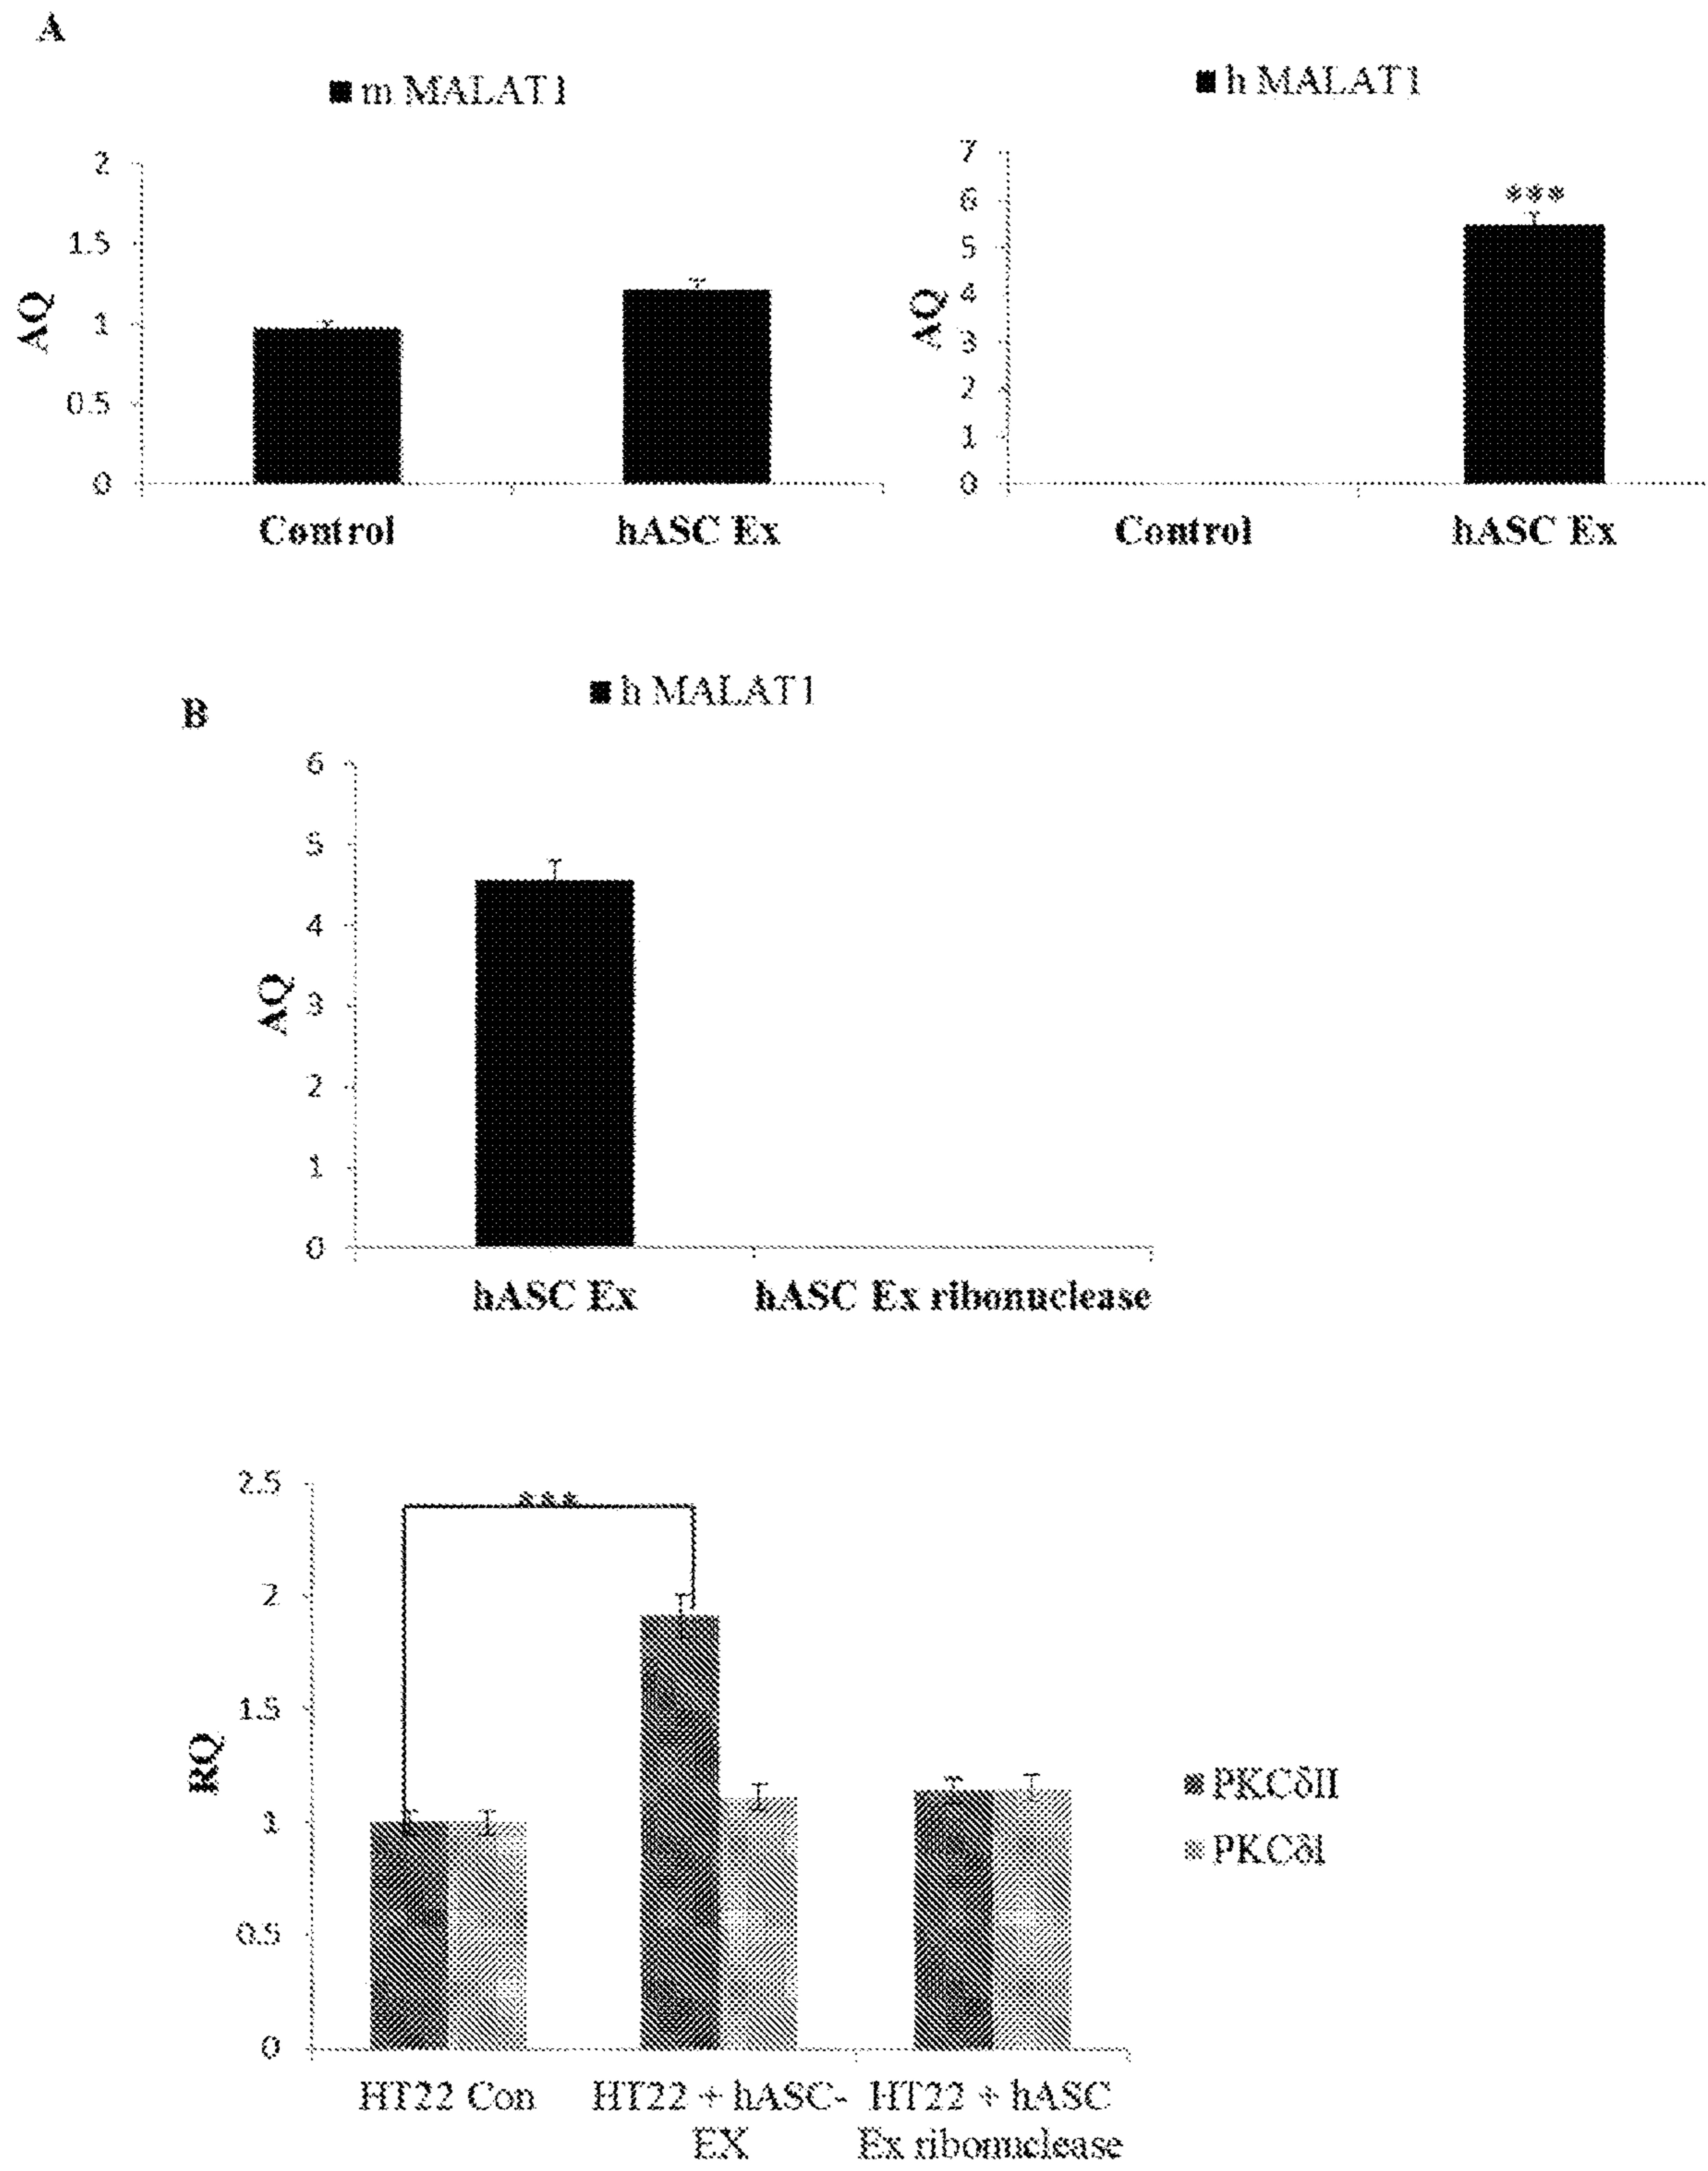 A
■ m MALAT1
2
1.5
1
0.5
0
AQ
Control hASC Ex
■ h MALAT1
7
6
5
4
3
2
1
0
AQ
***
Control hASC Ex
B
■ h MALAT1
6
5
4
3
2
1
0
AQ
hASC Ex hASC Ex ribonuclease
2.5
2
1.5
1
0.5
0
RQ
***
HT22 Con HT22 + hASC-EX HT22 + hASC Ex ribonuclease
■ PKCδII
■ PKCδI